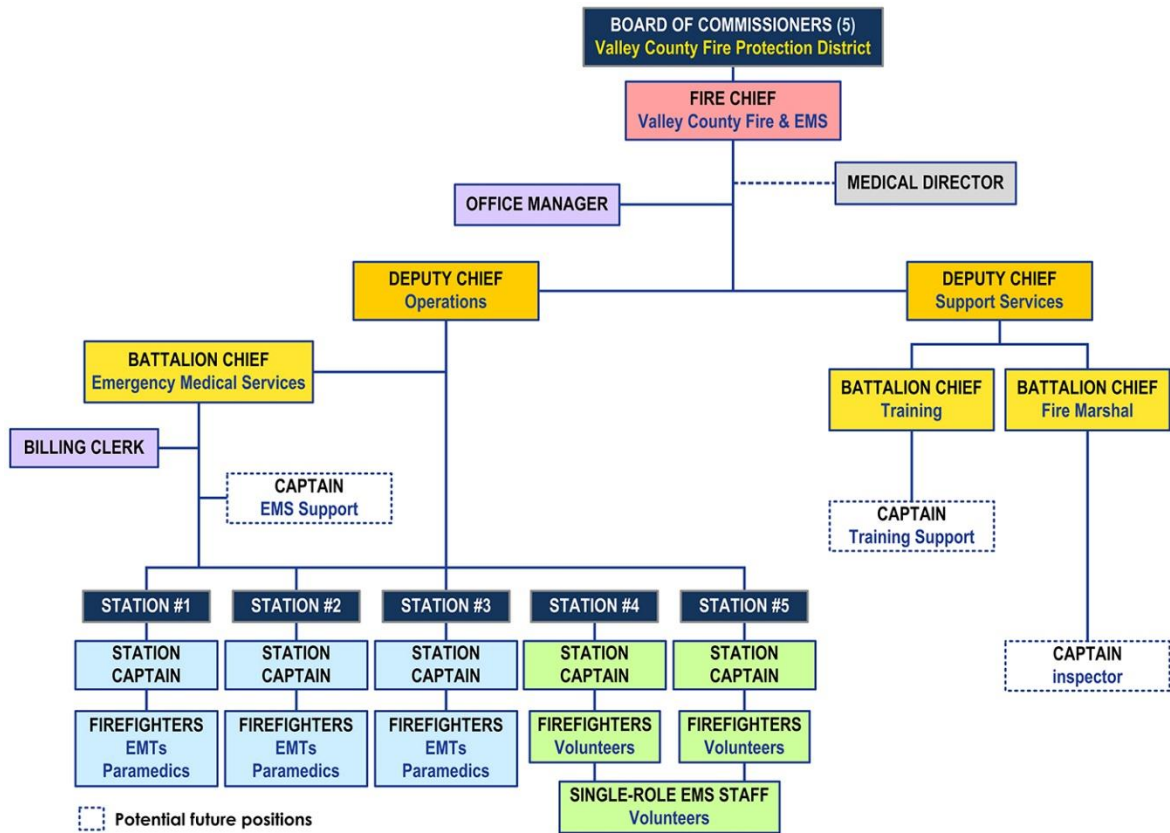 BOARD OF COMMISSIONERS (5)
Valley County Fire Protection District
FIRE CHIEF
Valley County Fire & EMS
MEDICAL DIRECTOR
OFFICE MANAGER
DEPUTY CHIEF
Operations
DEPUTY CHIEF
Support Services
BATTALION CHIEF
Emergency Medical Services
BATTALION CHIEF
Training
BATTALION CHIEF
Fire Marshal
BILLING CLERK
CAPTAIN
EMS Support
CAPTAIN
Training Support
CAPTAIN
inspector
STATION #1
STATION #2
STATION #3
STATION #4
STATION #5
STATION
CAPTAIN
STATION
CAPTAIN
STATION
CAPTAIN
STATION
CAPTAIN
STATION
CAPTAIN
FIREFIGHTERS
EMTs
Paramedics
FIREFIGHTERS
EMTs
Paramedics
FIREFIGHTERS
EMTs
Paramedics
FIREFIGHTERS
Volunteers
FIREFIGHTERS
Volunteers
SINGLE-ROLE EMS STAFF
Volunteers
Potential future positions